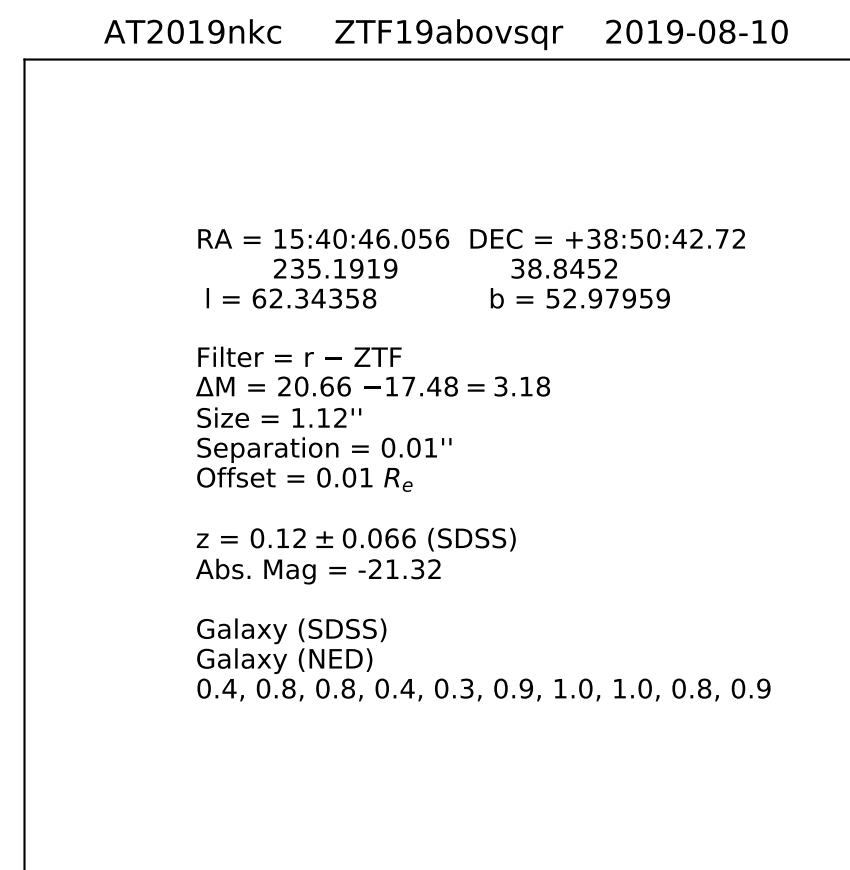 AT2019nkc ZTF19abovsqr 2019-08-10
RA = 15:40:46.056 DEC = +38:50:42.72
235.1919 38.8452
l = 62.34358 b = 52.97959
Filter = r − ZTF
ΔM = 20.66 −17.48 = 3.18
Size = 1.12''
Separation = 0.01''
Offset = 0.01 Rₑ
z = 0.12 ± 0.066 (SDSS)
Abs. Mag = -21.32
Galaxy (SDSS)
Galaxy (NED)
0.4, 0.8, 0.8, 0.4, 0.3, 0.9, 1.0, 1.0, 0.8, 0.9